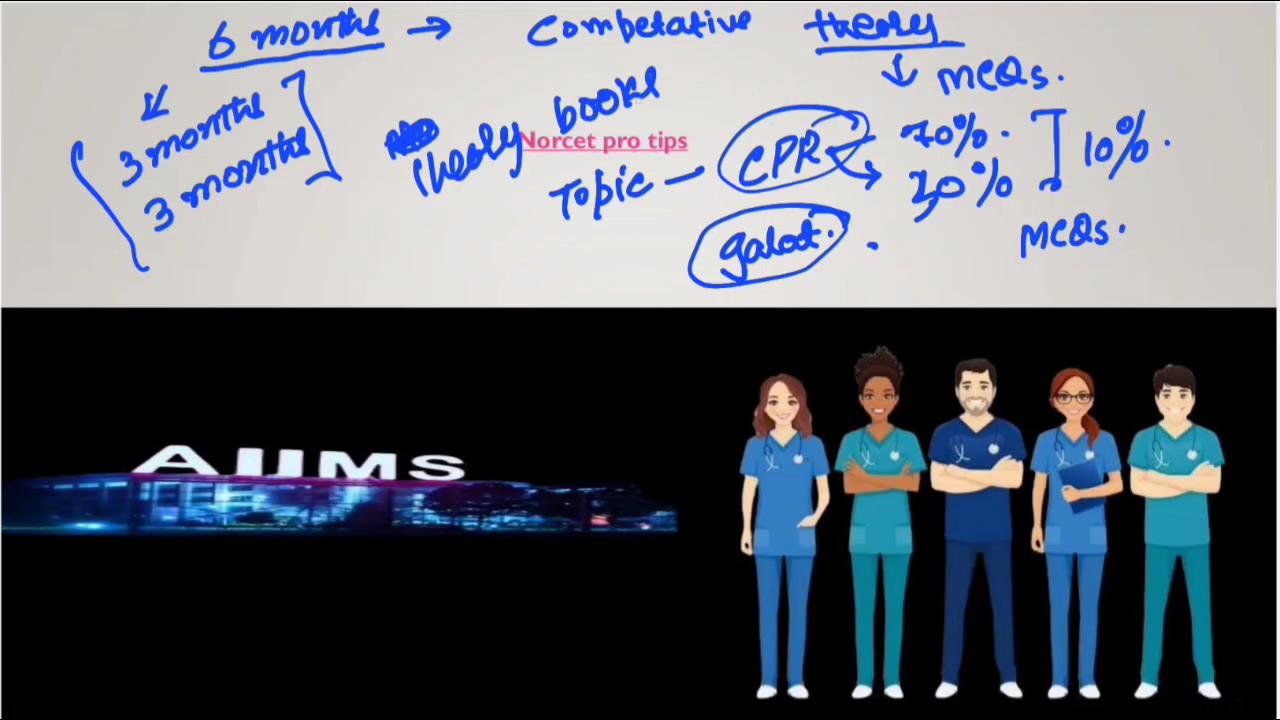 6 months → Competative theory
↓ MCQs.
3 months
3 months
theory books
Norcet pro tips
Topic - CPR 70%.
30% 10%.
galat.
MCQs.
AIIMS